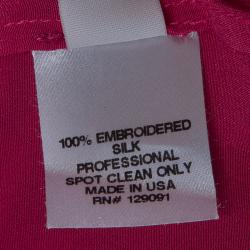 100% EMBROIDERED
SILK
PROFESSIONAL
SPOT CLEAN ONLY
MADE IN USA
RN# 129091